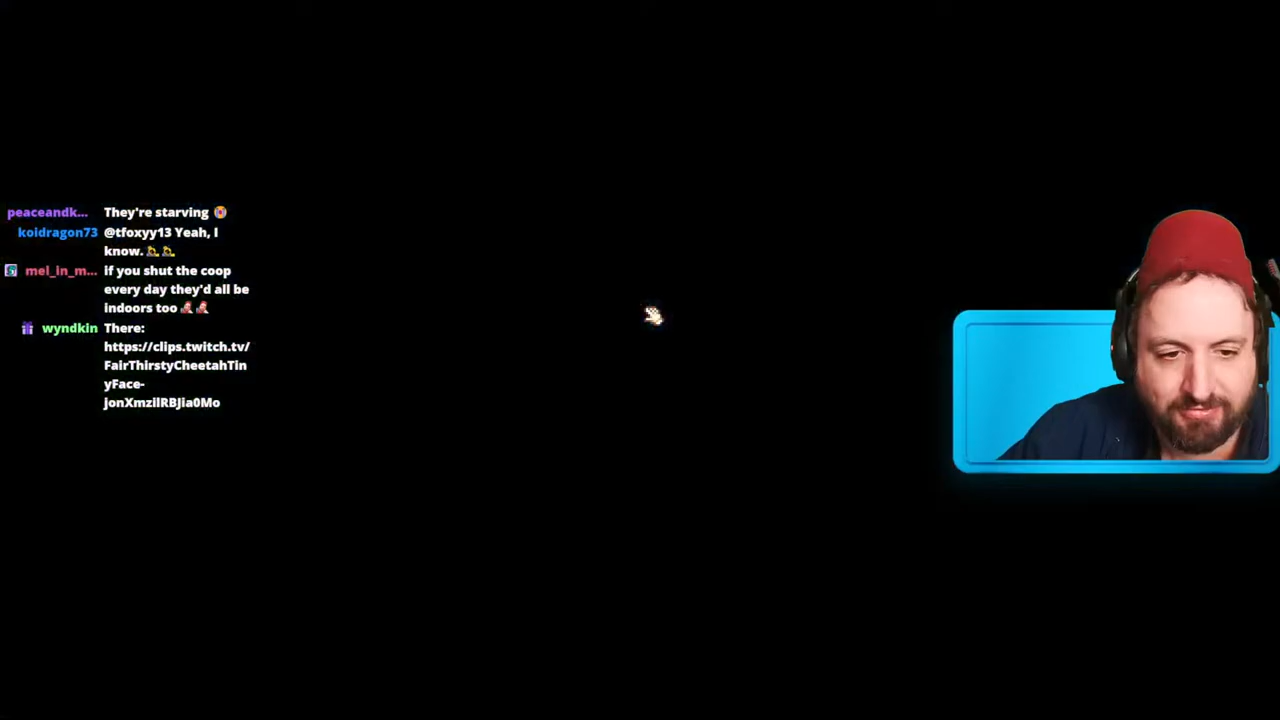 peaceandk... They're starving
koidragon73 @tfoxyy13 Yeah, I
know.
mel_in_m... if you shut the coop
every day they'd all be
indoors too
wyndkin There:
https://clips.twitch.tv/
FairThirstyCheetahTin
yFace-
jonXmzilRBJia0Mo